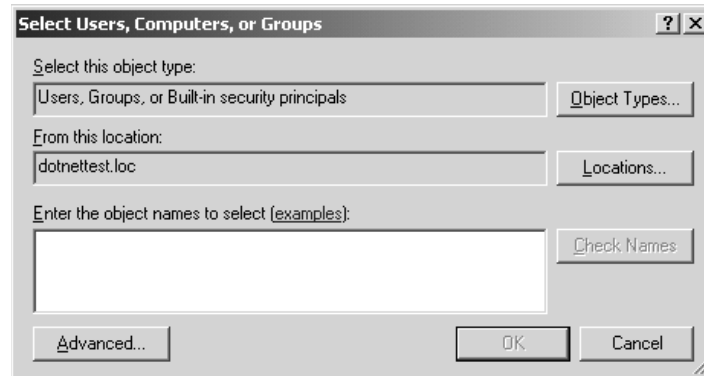 Select Users, Computers, or Groups
Select this object type:
Users, Groups, or Built-in security principals
Object Types...
From this location:
dotnettest.loc
Locations...
Enter the object names to select (examples):
Check Names
Advanced...
OK
Cancel